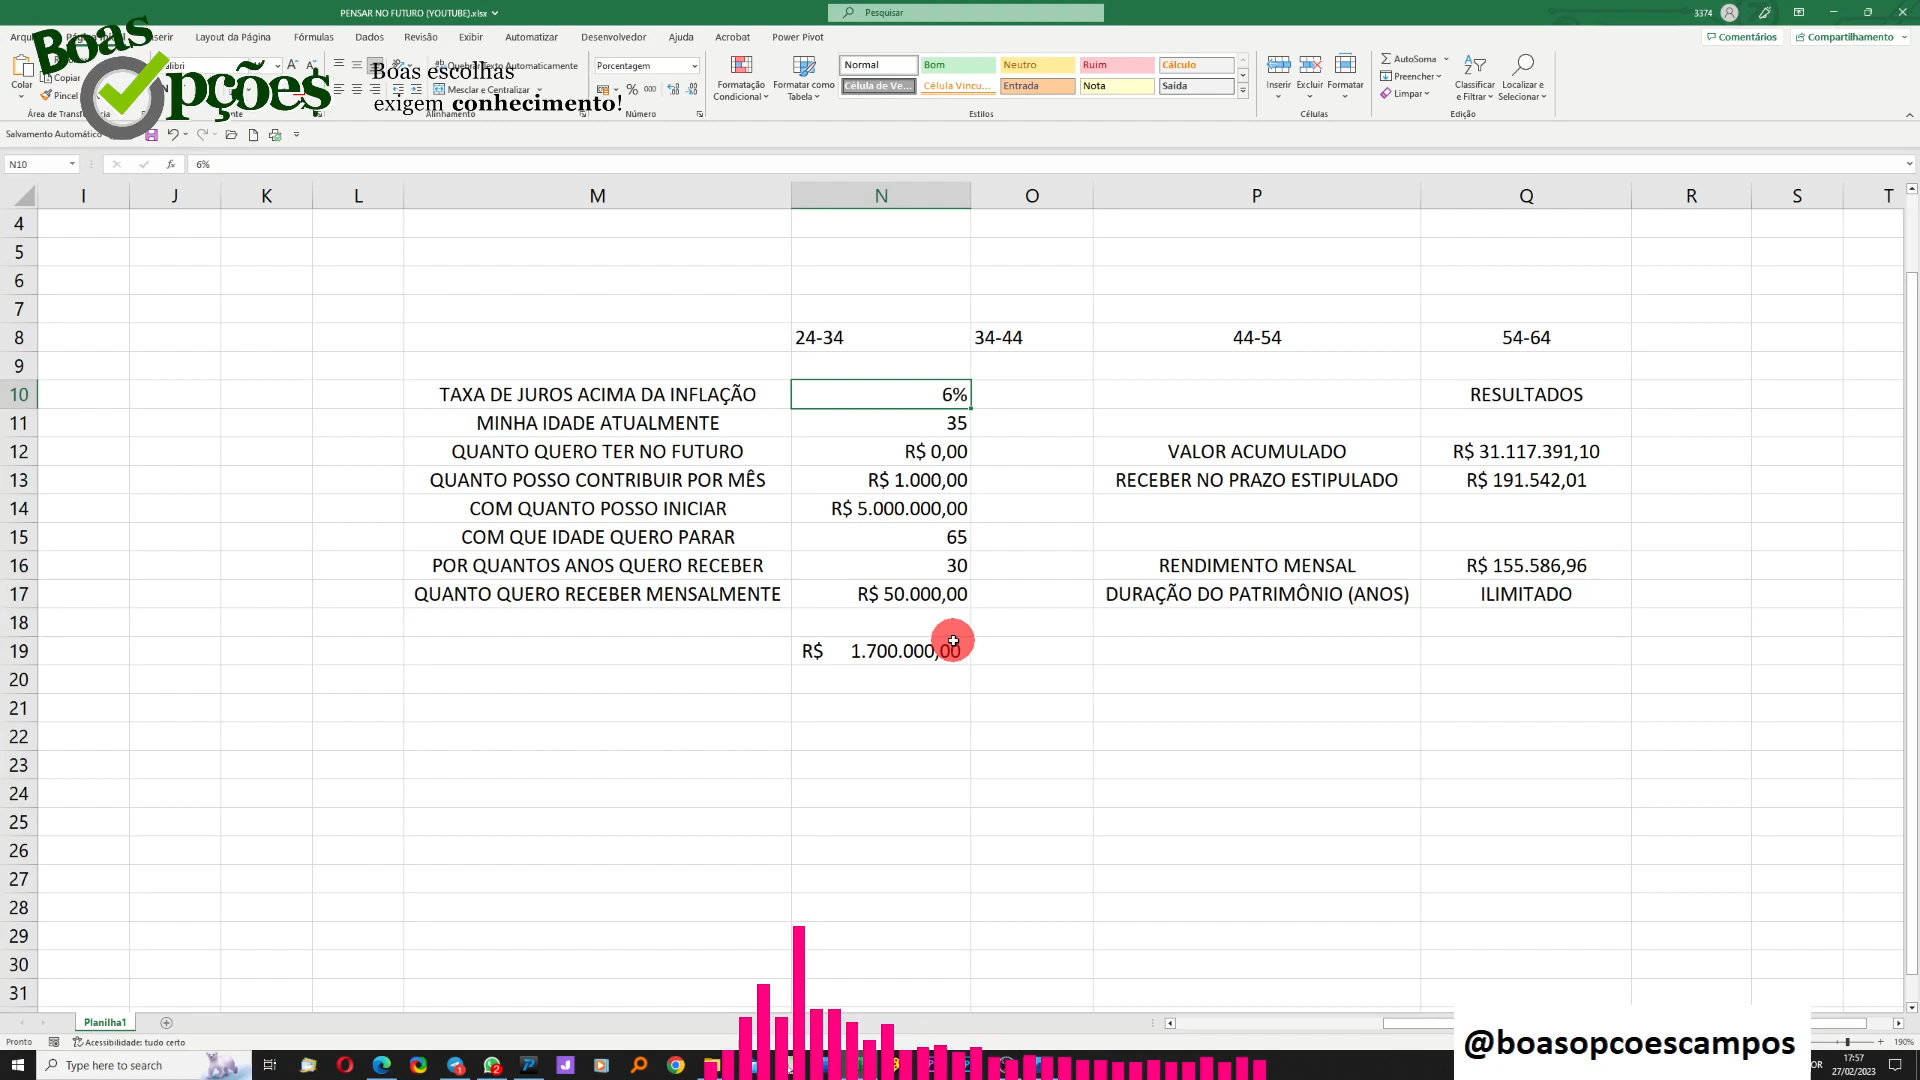 PENSAR NO FUTURO (YOUTUBE).xlsx
Pesquisar
3374
Layout da Página
Fórmulas
Dados
Revisão
Exibir
Automatizar
Desenvolvedor
Ajuda
Acrobat
Power Pivot
Comentários
Compartilhamento
Boas
Opções
Boas escolhas
exigem conhecimento!
Colar
Copiar
Pincel
Quebrar Texto Automaticamente
Mesclar e Centralizar
Alinhamento
Porcentagem
% 000
Número
Formatação Condicional
Formatar como Tabela
Normal
Bom
Neutro
Ruim
Cálculo
Célula de Ve...
Célula Vincu...
Entrada
Nota
Saída
Estilos
Inserir
Excluir
Formatar
Células
AutoSoma
Preencher
Limpar
Classificar e Filtrar
Localizar e Selecionar
Edição
Salvamento Automático
N10
fx
6%
I J K L M N O P Q R S T
4
5
6
7
8 24-34 34-44 44-54 54-64
9
10 TAXA DE JUROS ACIMA DA INFLAÇÃO 6% RESULTADOS
11 MINHA IDADE ATUALMENTE 35
12 QUANTO QUERO TER NO FUTURO R$ 0,00 VALOR ACUMULADO R$ 31.117.391,10
13 QUANTO POSSO CONTRIBUIR POR MÊS R$ 1.000,00 RECEBER NO PRAZO ESTIPULADO R$ 191.542,01
14 COM QUANTO POSSO INICIAR R$ 5.000.000,00
15 COM QUE IDADE QUERO PARAR 65
16 POR QUANTOS ANOS QUERO RECEBER 30 RENDIMENTO MENSAL R$ 155.586,96
17 QUANTO QUERO RECEBER MENSALMENTE R$ 50.000,00 DURAÇÃO DO PATRIMÔNIO (ANOS) ILIMITADO
18
19 R$ 1.700.000,00
20
21
22
23
24
25
26
27
28
29
30
31
Planilha1
Pronto
Acessibilidade: tudo certo
190%
@boasopcoescampos
Type here to search
17:57
27/02/2023